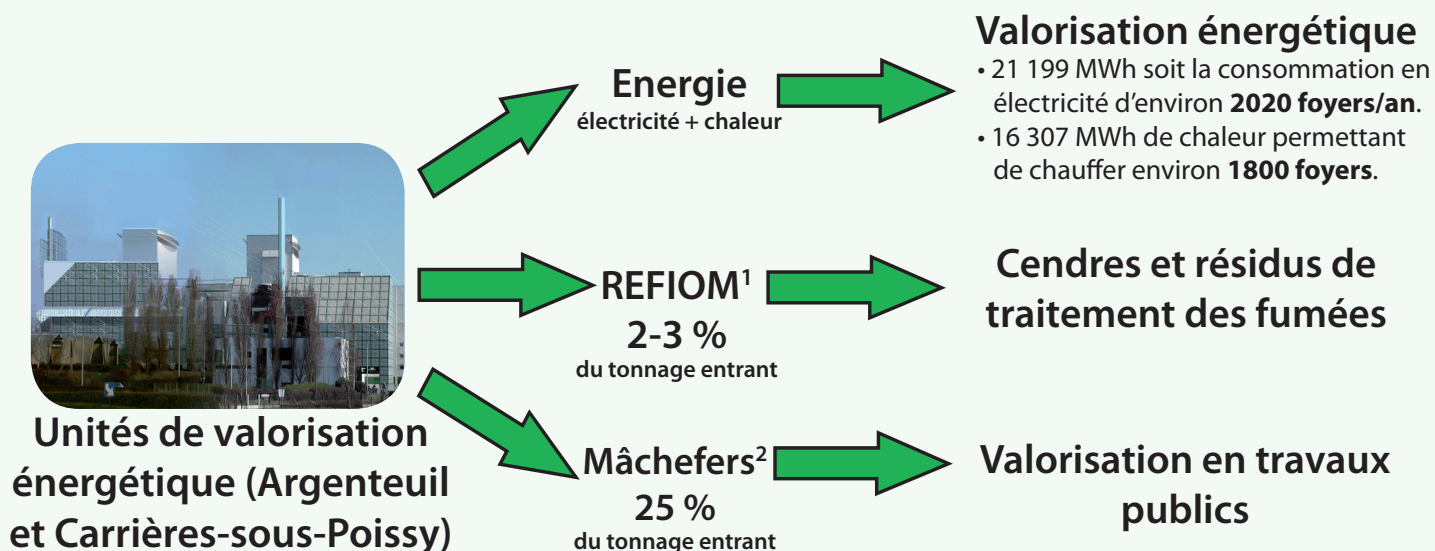 Valorisation énergétique
• 21 199 MWh soit la consommation en
électricité d’environ 2020 foyers/an.
• 16 307 MWh de chaleur permettant
de chauffer environ 1800 foyers.
Energie
électricité + chaleur
REFIOM¹
2-3 %
du tonnage entrant
Cendres et résidus de
traitement des fumées
Unités de valorisation
énergétique (Argenteuil
et Carrières-sous-Poissy)
Mâchefers²
25 %
du tonnage entrant
Valorisation en travaux
publics